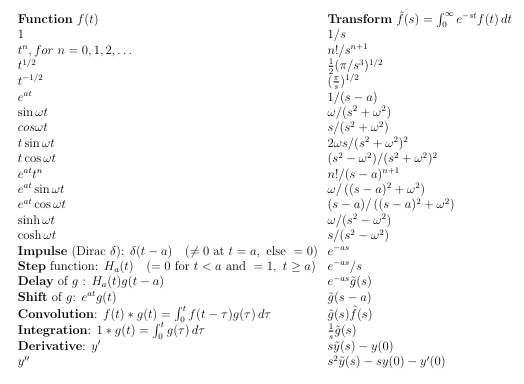 Function f(t) Transform f̃(s) = ∫₀^∞ e^{-st} f(t) dt
1 1/s
tⁿ, for n = 0, 1, 2, . . . n!/s^{n+1}
t^{1/2} ½(π/s³)^{1/2}
t^{-1/2} (π/s)^{1/2}
e^{at} 1/(s − a)
sin ωt ω/(s² + ω²)
cosωt s/(s² + ω²)
t sin ωt 2ωs/(s² + ω²)²
t cos ωt (s² − ω²)/(s² + ω²)²
e^{at}tⁿ n!/(s − a)^{n+1}
e^{at} sin ωt ω/ ((s − a)² + ω²)
e^{at} cos ωt (s − a)/ ((s − a)² + ω²)
sinh ωt ω/(s² − ω²)
cosh ωt s/(s² − ω²)
Impulse (Dirac δ): δ(t − a) (≠ 0 at t = a, else = 0) e^{-as}
Step function: H_a(t) (= 0 for t < a and = 1, t ≥ a) e^{-as}/s
Delay of g : H_a(t)g(t − a) e^{-as}g̃(s)
Shift of g: e^{at}g(t) g̃(s − a)
Convolution: f(t) ∗ g(t) = ∫₀^t f(t − τ)g(τ) dτ g̃(s)f̃(s)
Integration: 1 ∗ g(t) = ∫₀^t g(τ) dτ (1/s)g̃(s)
Derivative: y′ sỹ(s) − y(0)
y′′ s²ỹ(s) − sy(0) − y′(0)